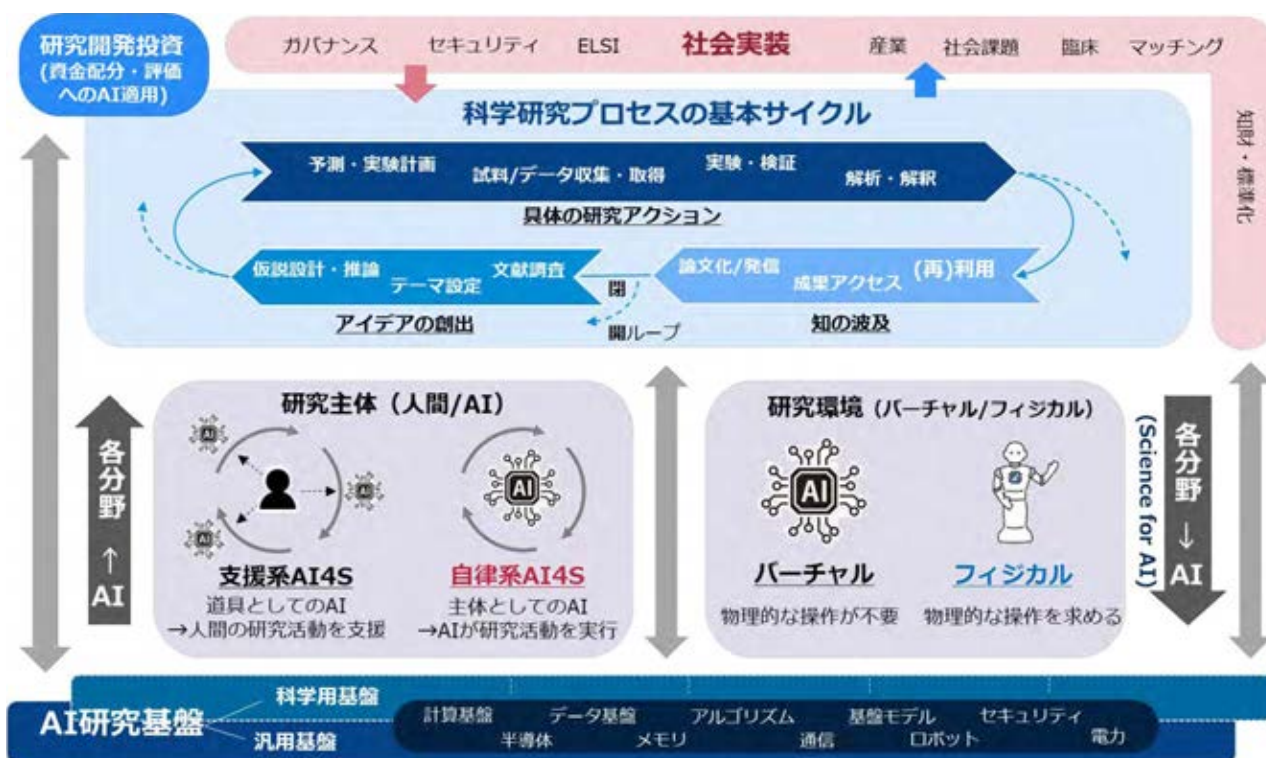 研究開発投資
(資金配分・評価
へのAI適用)
ガバナンス
セキュリティ
ELSI
社会実装
産業
社会課題
臨床
マッチング
知財・標準化
科学研究プロセスの基本サイクル
予測・実験計画
試料/データ収集・取得
実験・検証
解析・解釈
具体の研究アクション
仮説設計・推論
テーマ設定
文献調査
閉
開ループ
論文化/発信
成果アクセス
(再)利用
アイデアの創出
知の波及
各分野 ↑ AI
研究主体（人間/AI）
AI
AI
AI
AI
支援系AI4S
道具としてのAI
→人間の研究活動を支援
自律系AI4S
主体としてのAI
→AIが研究活動を実行
研究環境（バーチャル/フィジカル）
AI
バーチャル
物理的な操作が不要
フィジカル
物理的な操作を求める
(Science for AI)
各分野 ↓ AI
AI研究基盤
科学用基盤
汎用基盤
計算基盤
データ基盤
アルゴリズム
基盤モデル
セキュリティ
半導体
メモリ
通信
ロボット
電力